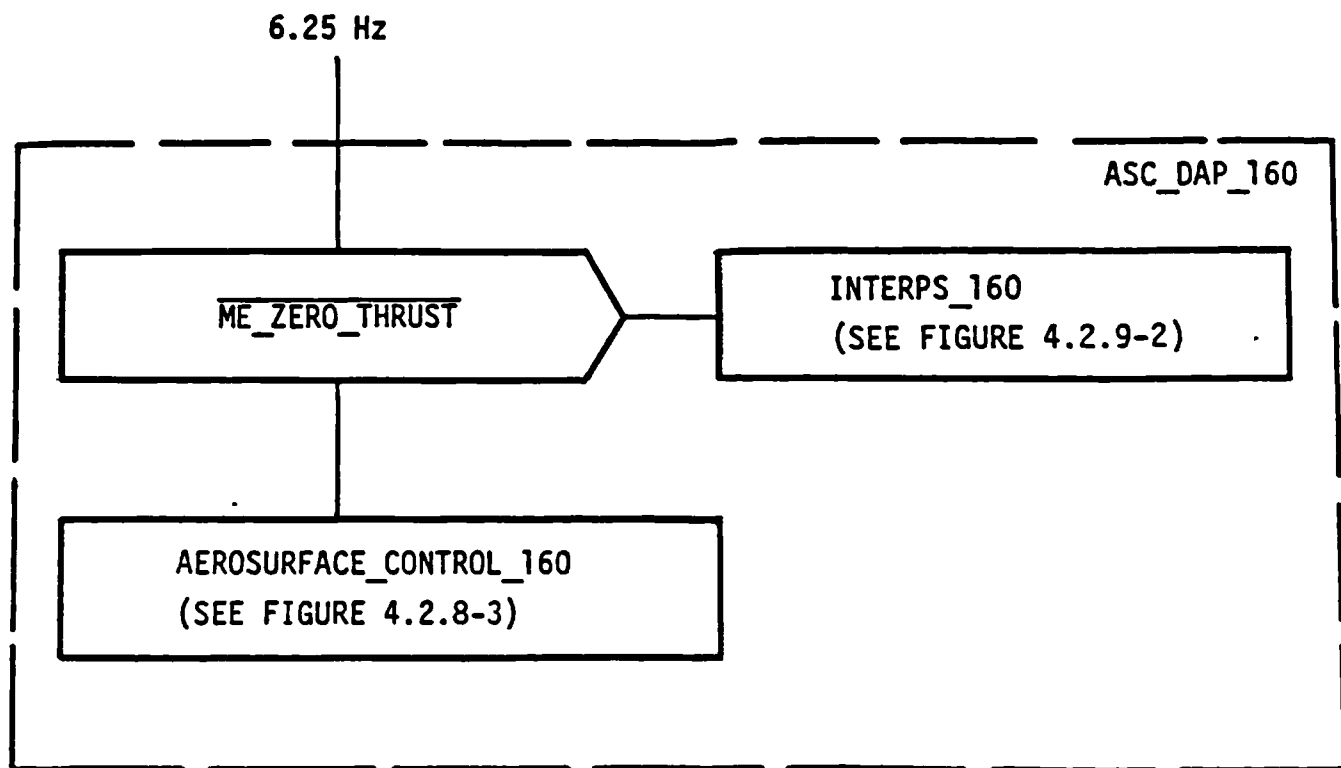 6.25 Hz
ASC_DAP_160
ME_ZERO_THRUST
INTERPS_160
(SEE FIGURE 4.2.9-2)
AEROSURFACE_CONTROL_160
(SEE FIGURE 4.2.8-3)